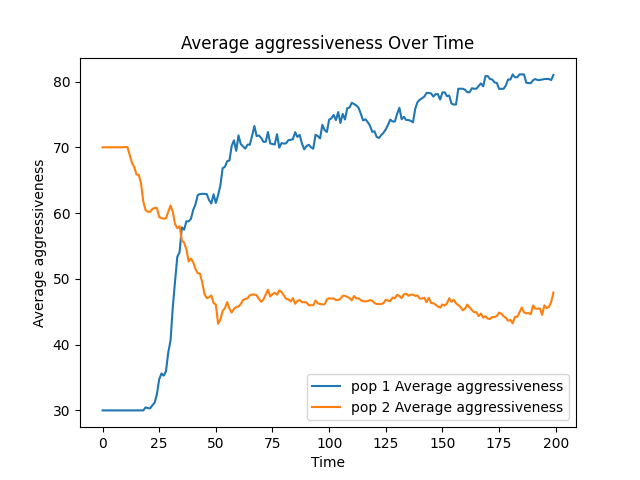 Average aggressiveness Over Time
Average aggressiveness
80
70
60
50
40
30
pop 1 Average aggressiveness
pop 2 Average aggressiveness
0 25 50 75 100 125 150 175 200
Time